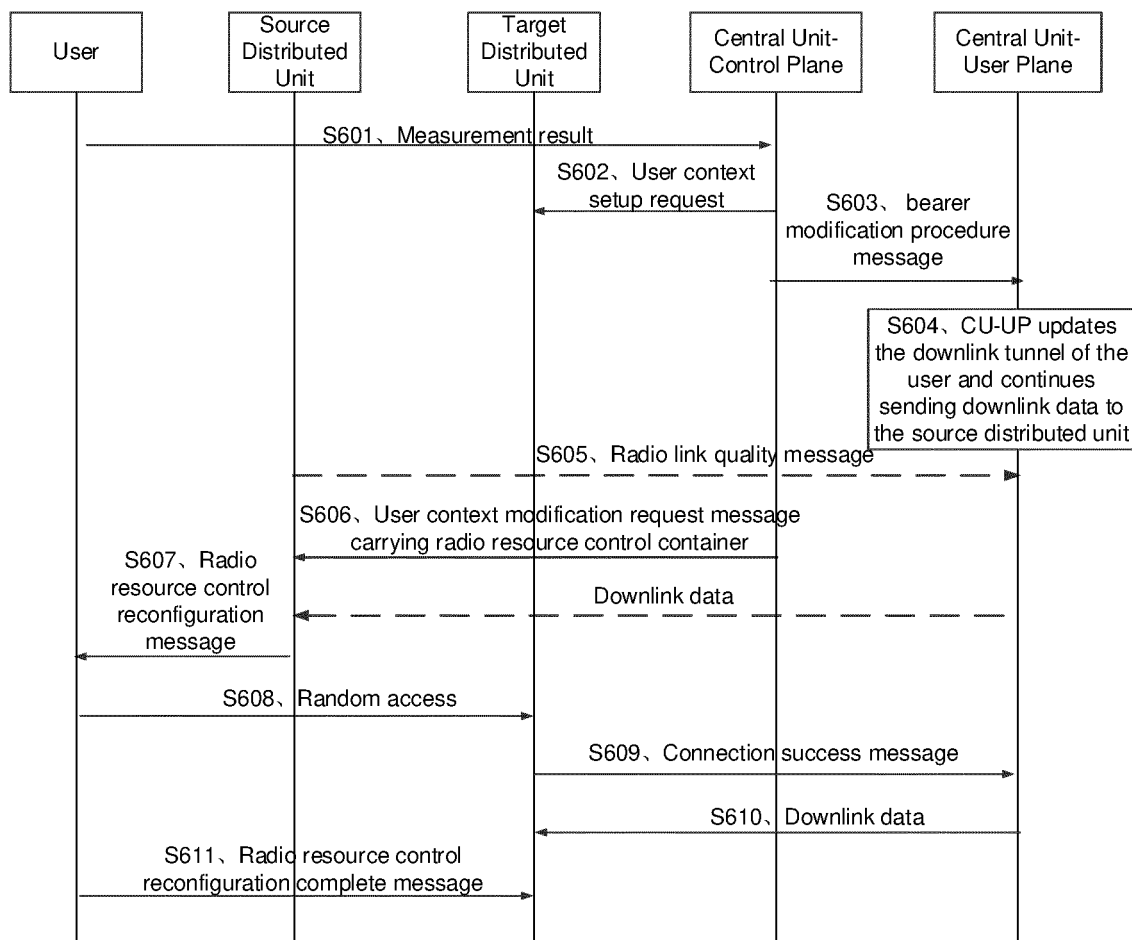 User
Source
Distributed
Unit
Target
Distributed
Unit
Central Unit-
Control Plane
Central Unit-
User Plane
S601、Measurement result
S602、User context
setup request
S603、 bearer
modification procedure
message
S604、CU-UP updates
the downlink tunnel of the
user and continues
sending downlink data to
the source distributed unit
S605、Radio link quality message
S606、User context modification request message
carrying radio resource control container
S607、Radio
resource control
reconfiguration
message
Downlink data
S608、Random access
S609、Connection success message
S610、Downlink data
S611、Radio resource control
reconfiguration complete message